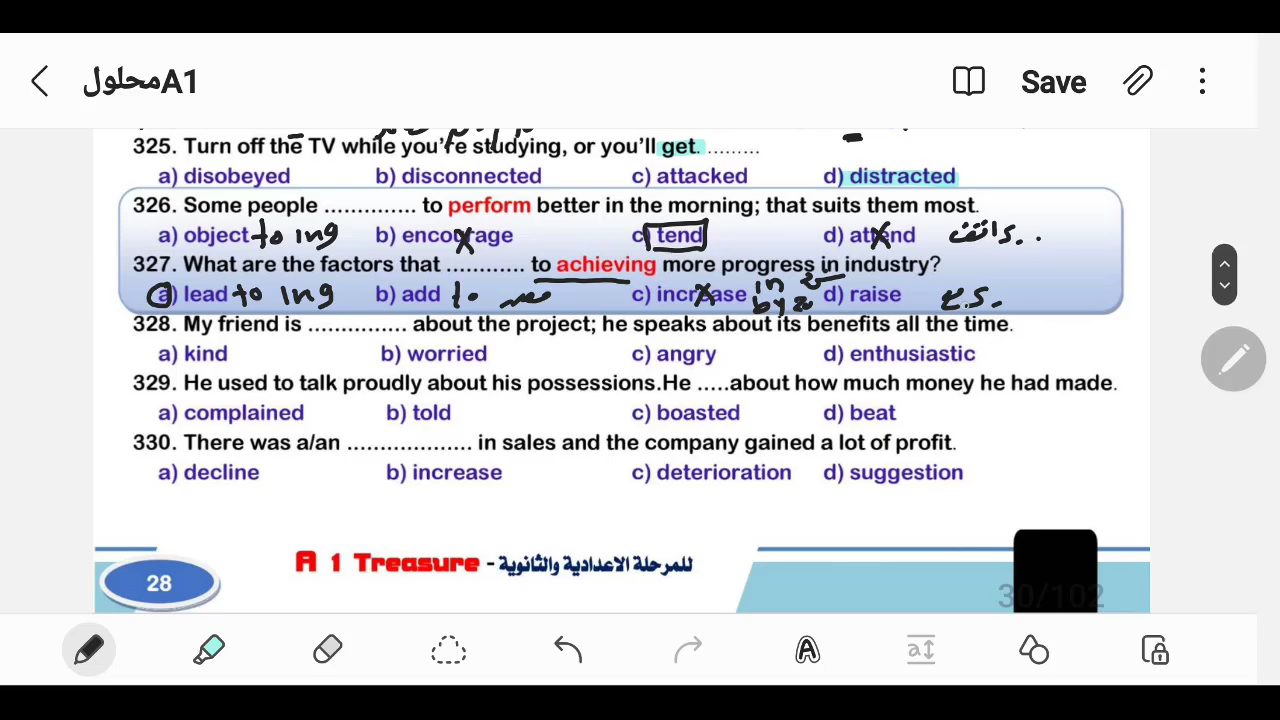 محلولA1
Save
325. Turn off the TV while you're studying, or you'll get. .........
a) disobeyed b) disconnected c) attacked d) distracted
326. Some people .............. to perform better in the morning; that suits them most.
a) object to ing b) encourage c) tend d) attend
327. What are the factors that ............ to achieving more progress in industry?
a) lead to ing b) add to c) increase in by d) raise
328. My friend is ............... about the project; he speaks about its benefits all the time.
a) kind b) worried c) angry d) enthusiastic
329. He used to talk proudly about his possessions.He .....about how much money he had made.
a) complained b) told c) boasted d) beat
330. There was a/an ................... in sales and the company gained a lot of profit.
a) decline b) increase c) deterioration d) suggestion
28
A 1 Treasure - للمرحلة الاعدادية والثانوية
30/102